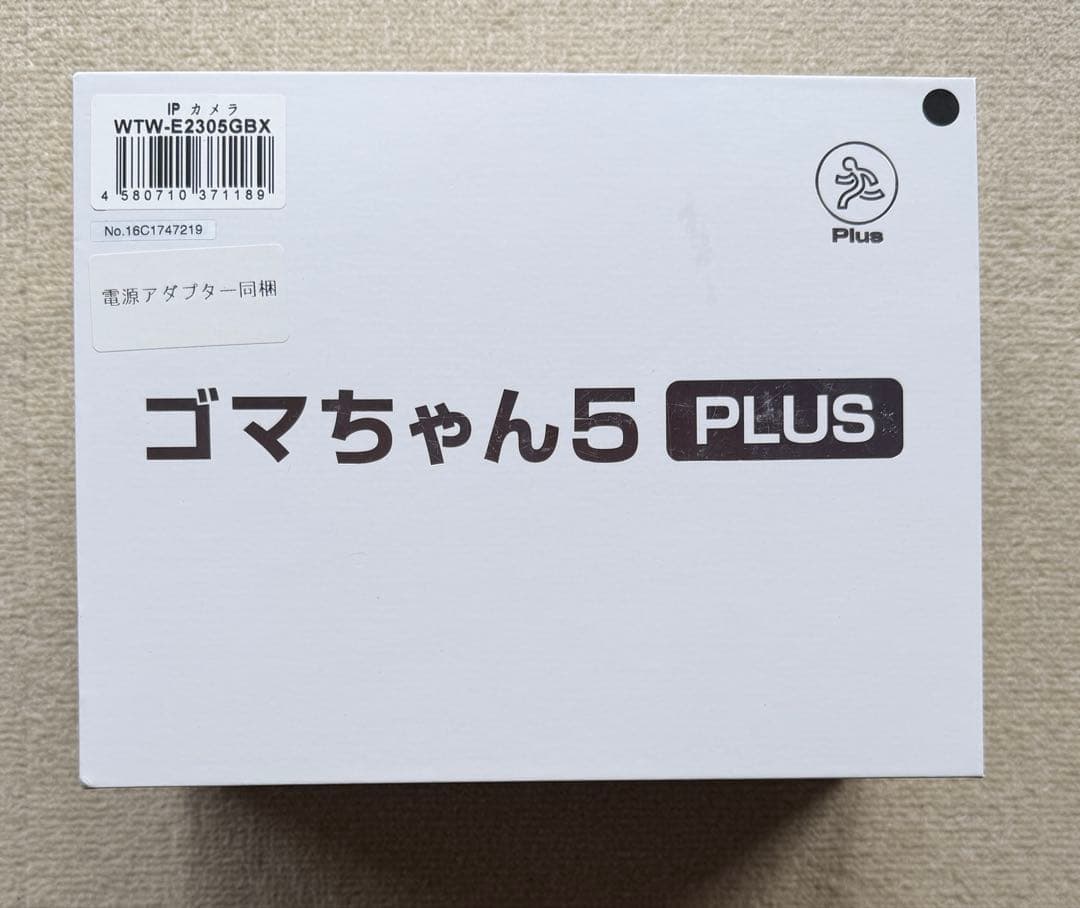 IP カメラ
WTW-E2305GBX
4 580710 371189
No.16C1747219
電源アダプター同梱
Plus
ゴマちゃん5 PLUS